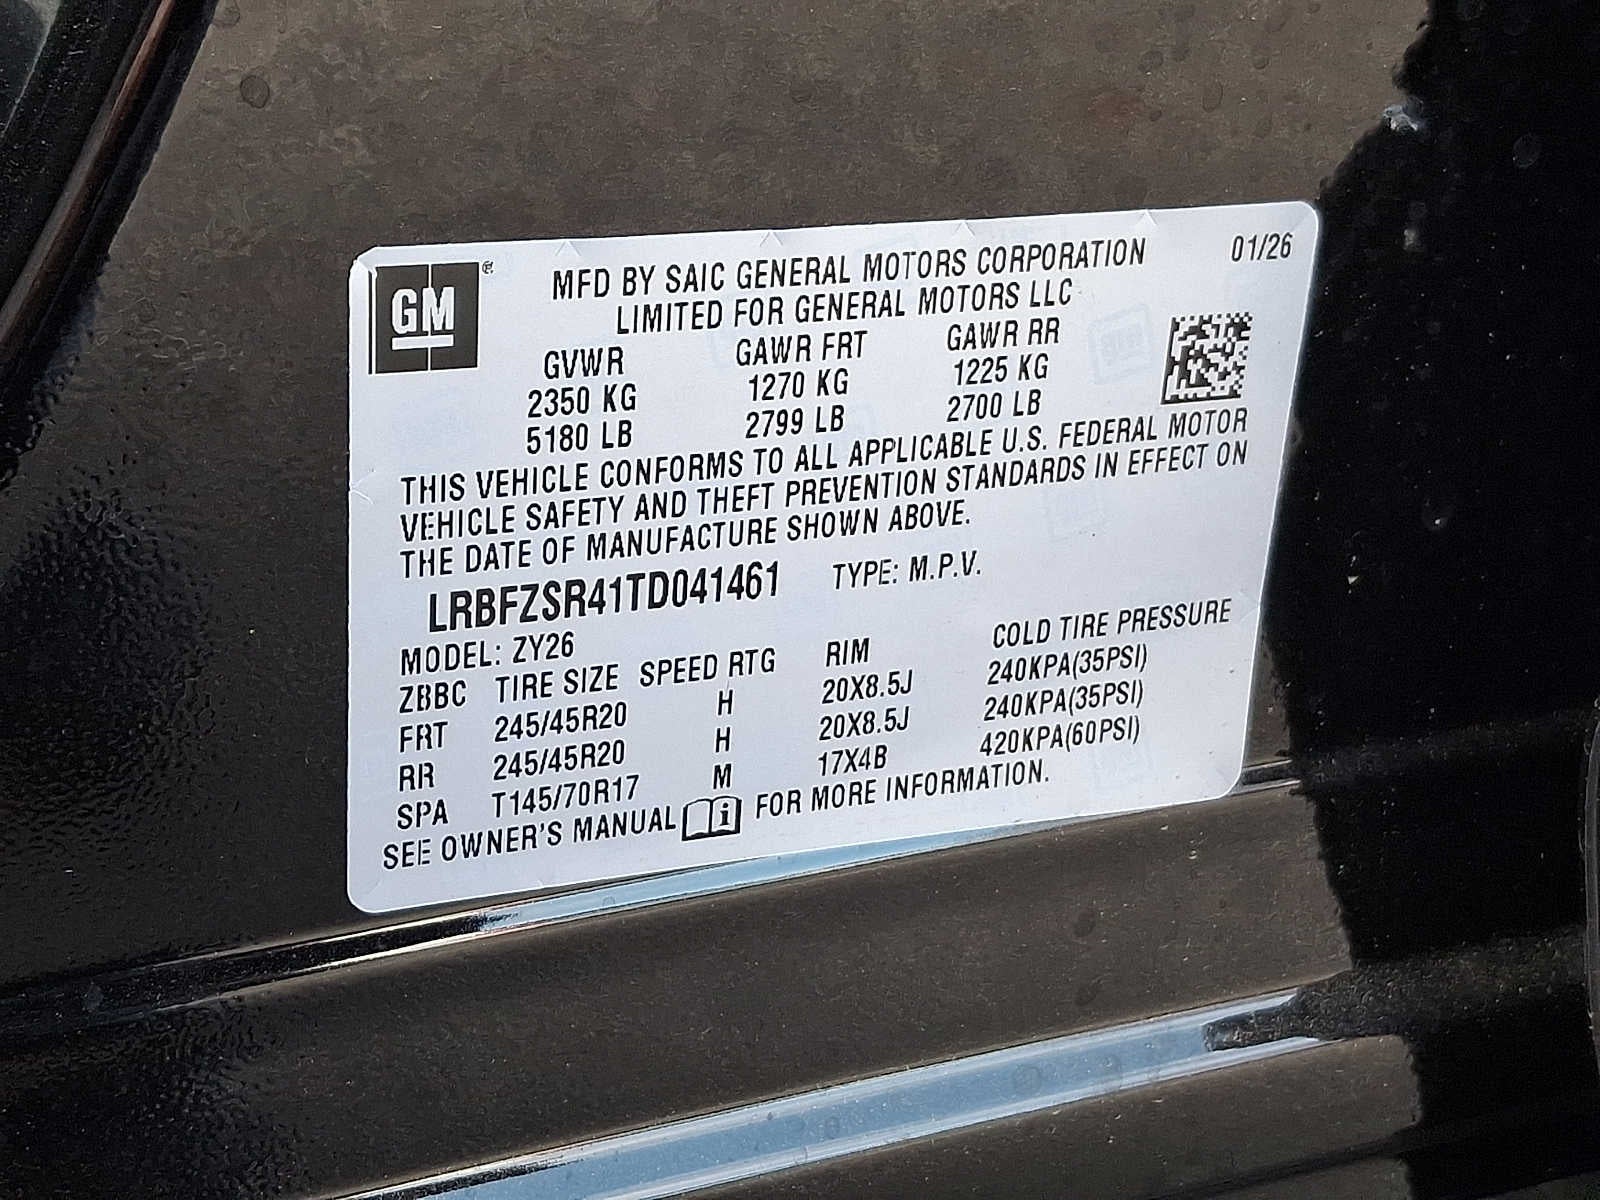 GM®
MFD BY SAIC GENERAL MOTORS CORPORATION
LIMITED FOR GENERAL MOTORS LLC
01/26
GVWR GAWR FRT GAWR RR
2350 KG 1270 KG 1225 KG
5180 LB 2799 LB 2700 LB
THIS VEHICLE CONFORMS TO ALL APPLICABLE U.S. FEDERAL MOTOR
VEHICLE SAFETY AND THEFT PREVENTION STANDARDS IN EFFECT ON
THE DATE OF MANUFACTURE SHOWN ABOVE.
LRBFZSR41TD041461 TYPE: M.P.V.
MODEL: ZY26
ZBBC TIRE SIZE SPEED RTG RIM COLD TIRE PRESSURE
FRT 245/45R20 H 20X8.5J 240KPA(35PSI)
RR 245/45R20 H 20X8.5J 240KPA(35PSI)
SPA T145/70R17 M 17X4B 420KPA(60PSI)
SEE OWNER'S MANUAL i FOR MORE INFORMATION.